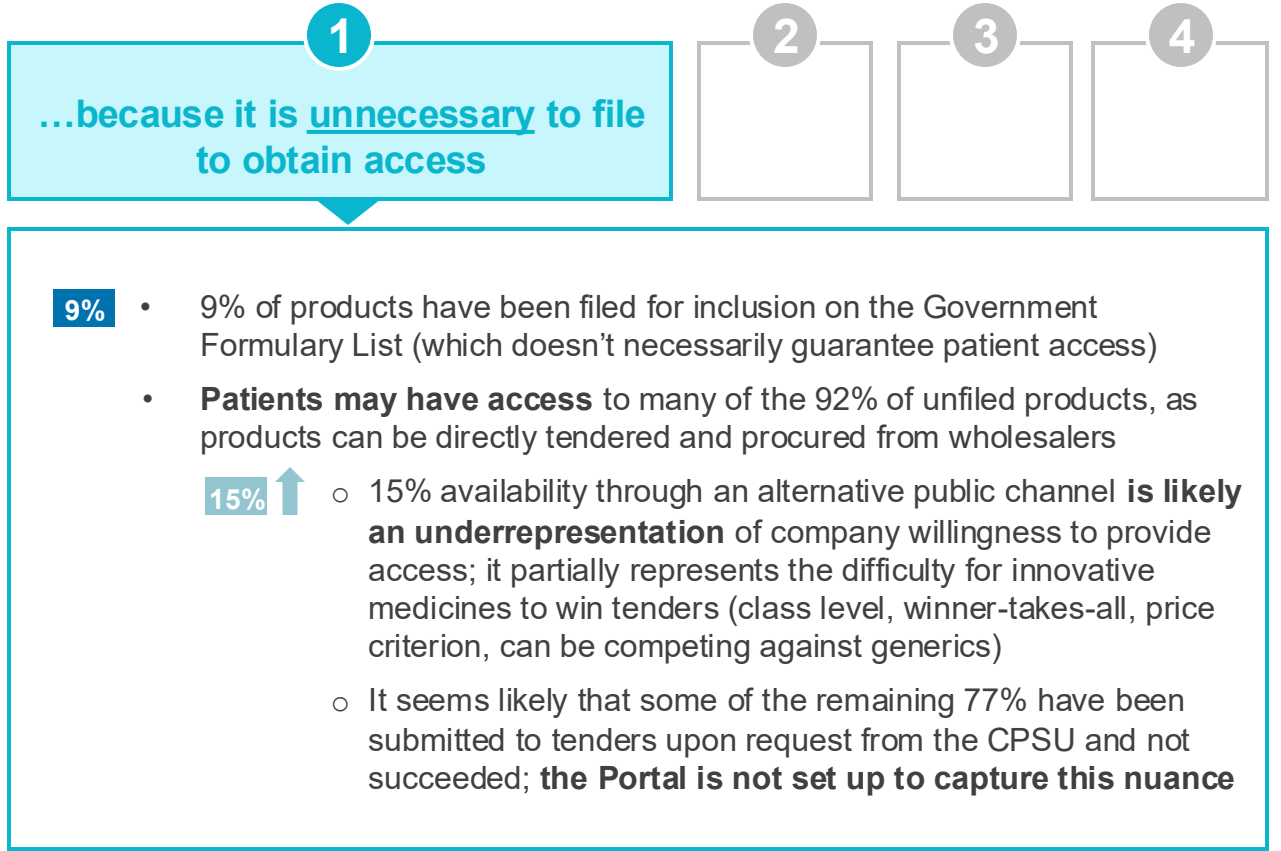 1
2
3
4
…because it is unnecessary to file
to obtain access
9%
• 9% of products have been filed for inclusion on the Government
Formulary List (which doesn’t necessarily guarantee patient access)
• Patients may have access to many of the 92% of unfiled products, as
products can be directly tendered and procured from wholesalers
15%
o 15% availability through an alternative public channel is likely
an underrepresentation of company willingness to provide
access; it partially represents the difficulty for innovative
medicines to win tenders (class level, winner-takes-all, price
criterion, can be competing against generics)
o It seems likely that some of the remaining 77% have been
submitted to tenders upon request from the CPSU and not
succeeded; the Portal is not set up to capture this nuance